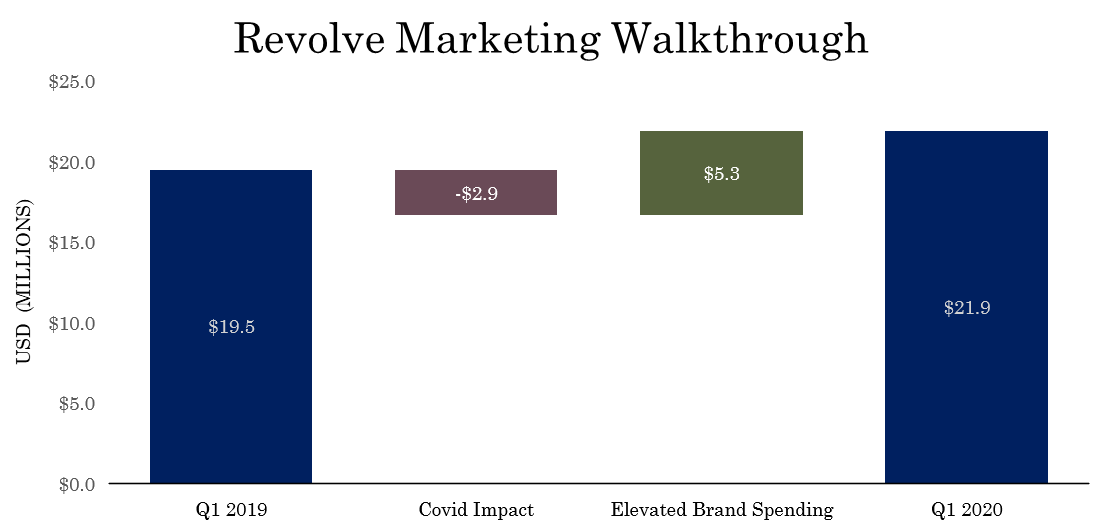 Revolve Marketing Walkthrough
$25.0
$20.0
$15.0
$10.0
$5.0
$0.0
USD (MILLIONS)
$19.5
-$2.9
$5.3
$21.9
Q1 2019
Covid Impact
Elevated Brand Spending
Q1 2020